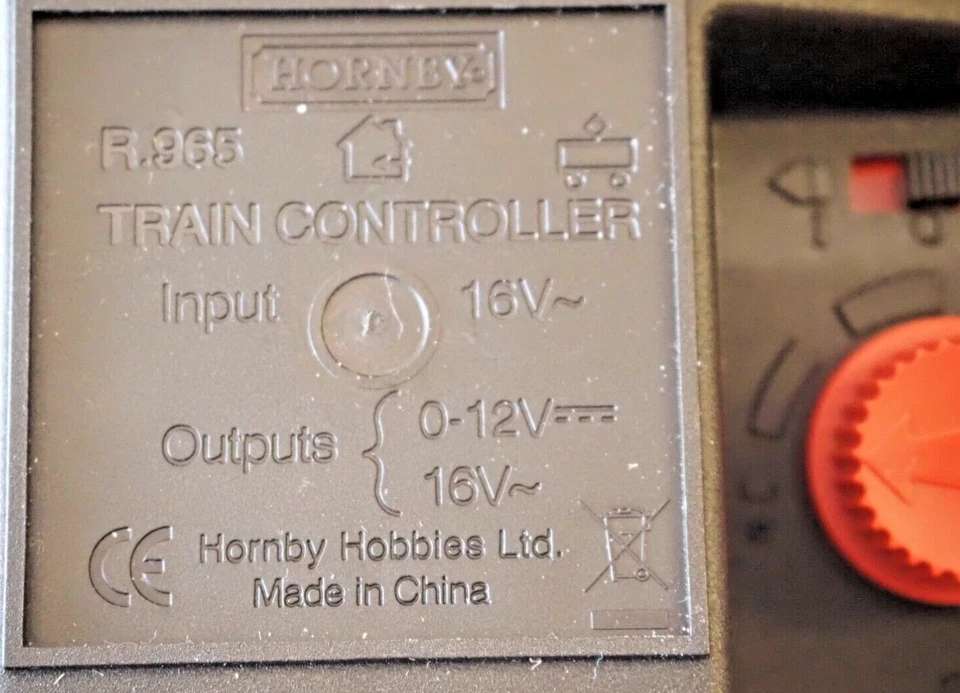 HORNBY
R.965
TRAIN CONTROLLER
Input 16V~
Outputs { 0-12V⎓
16V~
CE Hornby Hobbies Ltd.
Made in China